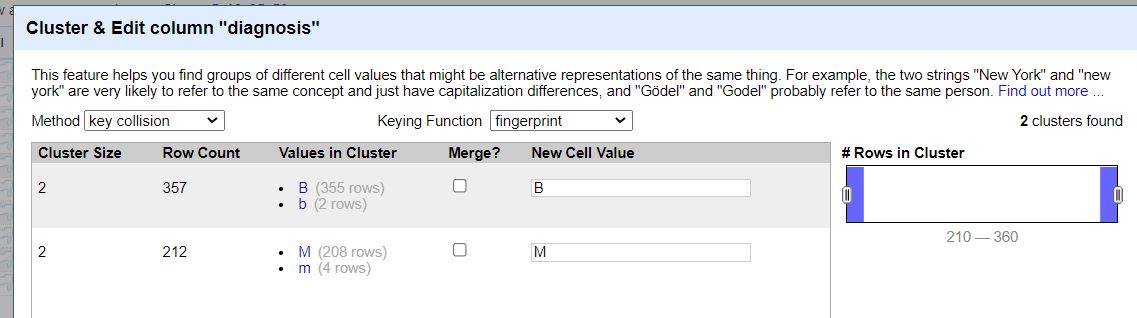 Cluster & Edit column "diagnosis"
This feature helps you find groups of different cell values that might be alternative representations of the same thing. For example, the two strings "New York" and "new
york" are very likely to refer to the same concept and just have capitalization differences, and "Gödel" and "Godel" probably refer to the same person. Find out more ...
Method key collision Keying Function fingerprint 2 clusters found
Cluster Size Row Count Values in Cluster Merge? New Cell Value # Rows in Cluster
2 357 • B (355 rows) B
• b (2 rows)
210 — 360
2 212 • M (208 rows) M
• m (4 rows)